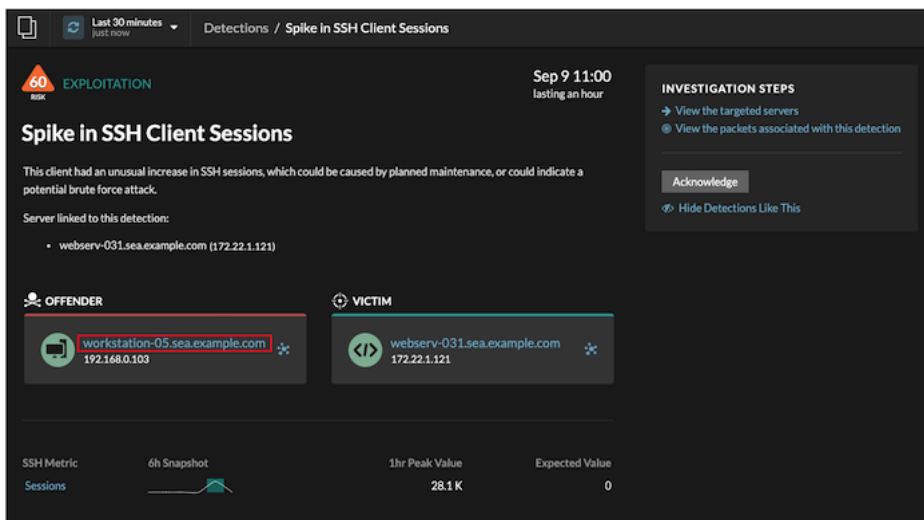 Last 30 minutes
just now
Detections / Spike in SSH Client Sessions
60
RISK
EXPLOITATION
Sep 9 11:00
lasting an hour
Spike in SSH Client Sessions
This client had an unusual increase in SSH sessions, which could be caused by planned maintenance, or could indicate a
potential brute force attack.
Server linked to this detection:
• webserv-031.sea.example.com (172.22.1.121)
OFFENDER
workstation-05.sea.example.com
192.168.0.103
VICTIM
webserv-031.sea.example.com
172.22.1.121
SSH Metric 6h Snapshot 1hr Peak Value Expected Value
Sessions 28.1 K 0
INVESTIGATION STEPS
View the targeted servers
View the packets associated with this detection
Acknowledge
Hide Detections Like This